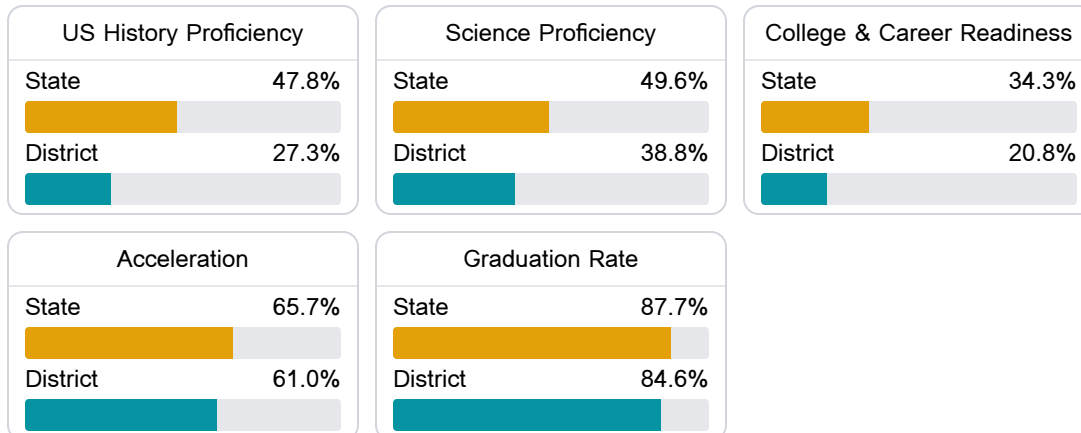 US History Proficiency
State 47.8%
District 27.3%
Science Proficiency
State 49.6%
District 38.8%
College & Career Readiness
State 34.3%
District 20.8%
Acceleration
State 65.7%
District 61.0%
Graduation Rate
State 87.7%
District 84.6%